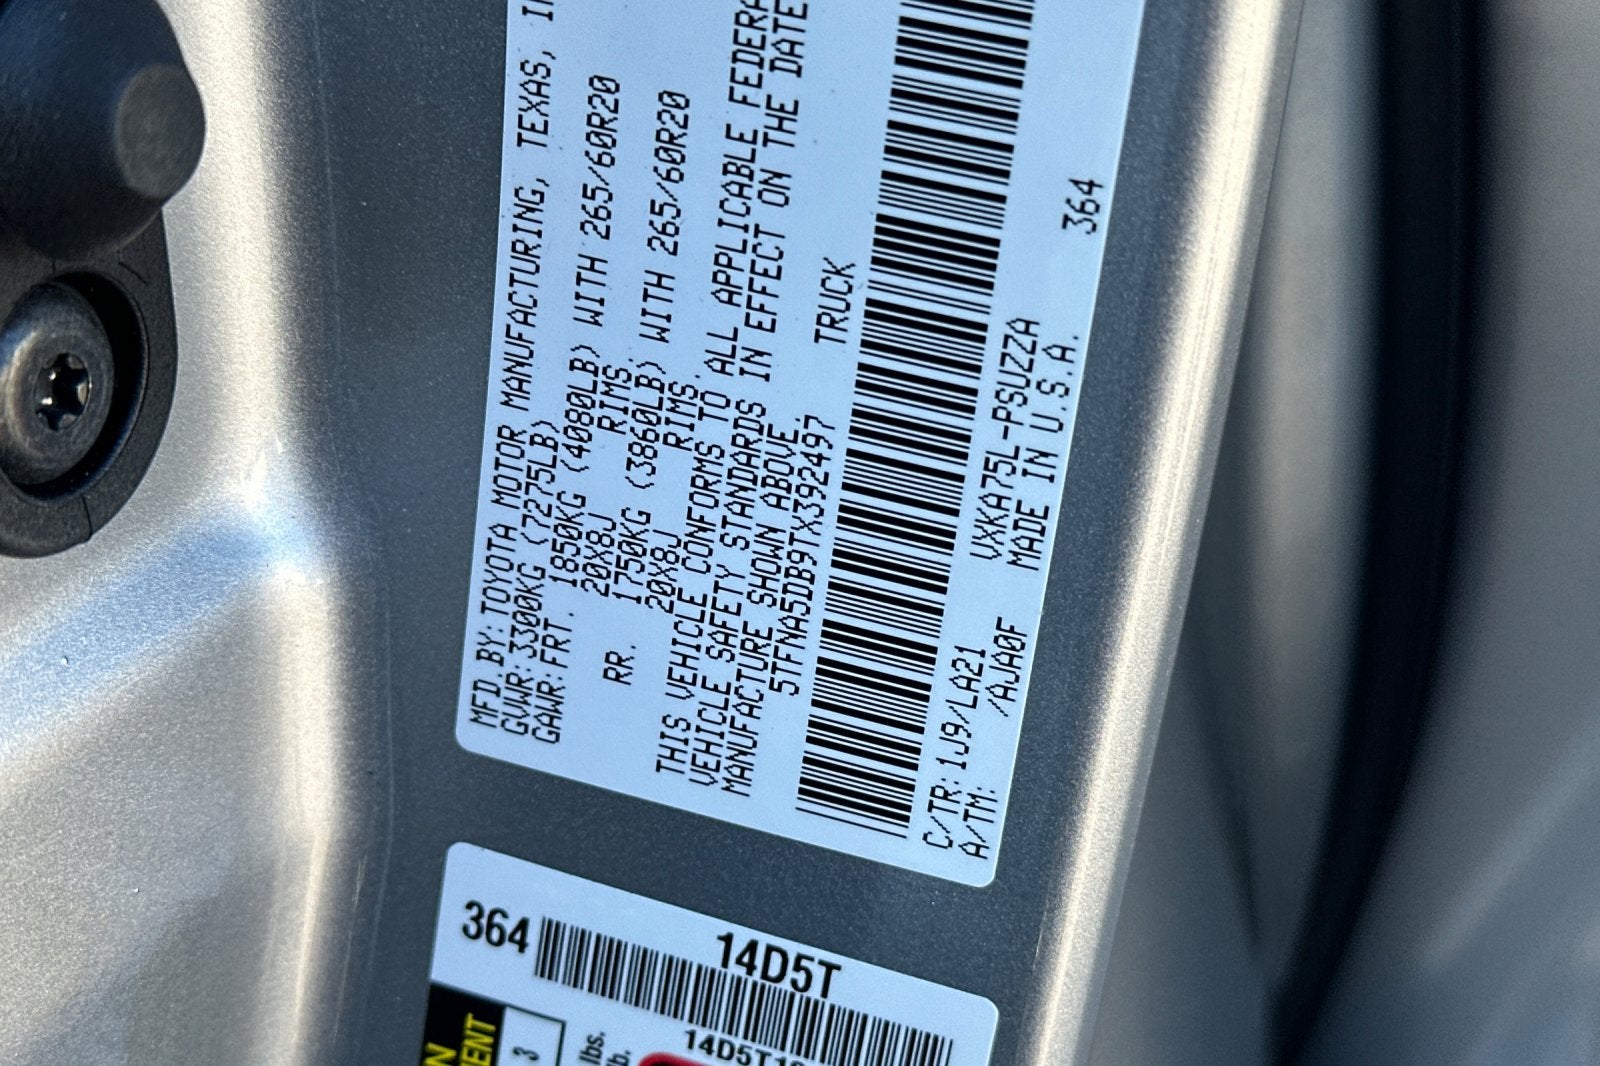 MFD.BY: TOYOTA MOTOR MANUFACTURING, TEXAS,
GVWR: 3300KG (7275LB)
GAWR: FRT. 1850KG (4080LB) WITH 265/60R20
20X8J RIMS.
RR. 1750KG (3860LB) WITH 265/60R20
20X8J RIMS.
THIS VEHICLE CONFORMS TO ALL APPLICABLE
VEHICLE SAFETY STANDARDS IN EFFECT ON THE DATE
MANUFACTURE SHOWN ABOVE.
5TFNA5DB9TX392497 TRUCK
C/TR: 1J9/LA21 VXKA75L-PSUZZA 364
A/TM: /AJA0F MADE IN U.S.A.
364 14D5T
3
lbs.